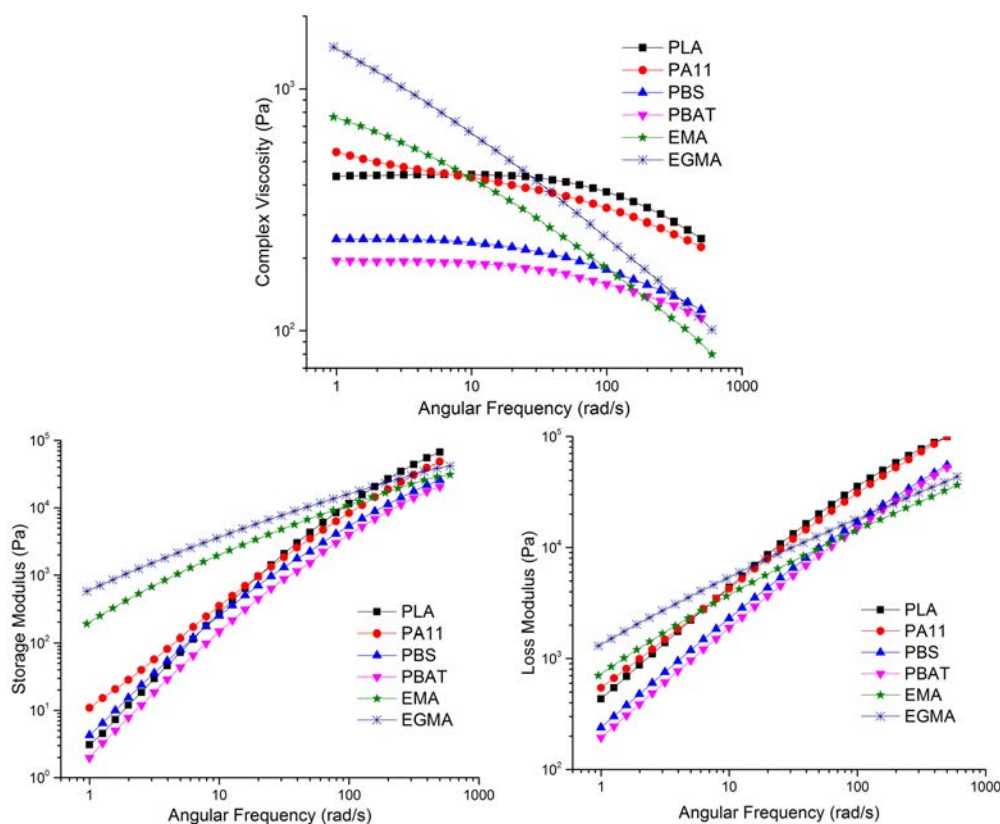 Complex Viscosity (Pa)
10³
10²
PLA
PA11
PBS
PBAT
EMA
EGMA
1 10 100 1000
Angular Frequency (rad/s)
Storage Modulus (Pa)
10⁵
10⁴
10³
10²
10¹
10⁰
PLA
PA11
PBS
PBAT
EMA
EGMA
1 10 100 1000
Angular Frequency (rad/s)
Loss Modulus (Pa)
10⁵
10⁴
10³
10²
PLA
PA11
PBS
PBAT
EMA
EGMA
1 10 100 1000
Angular Frequency (rad/s)